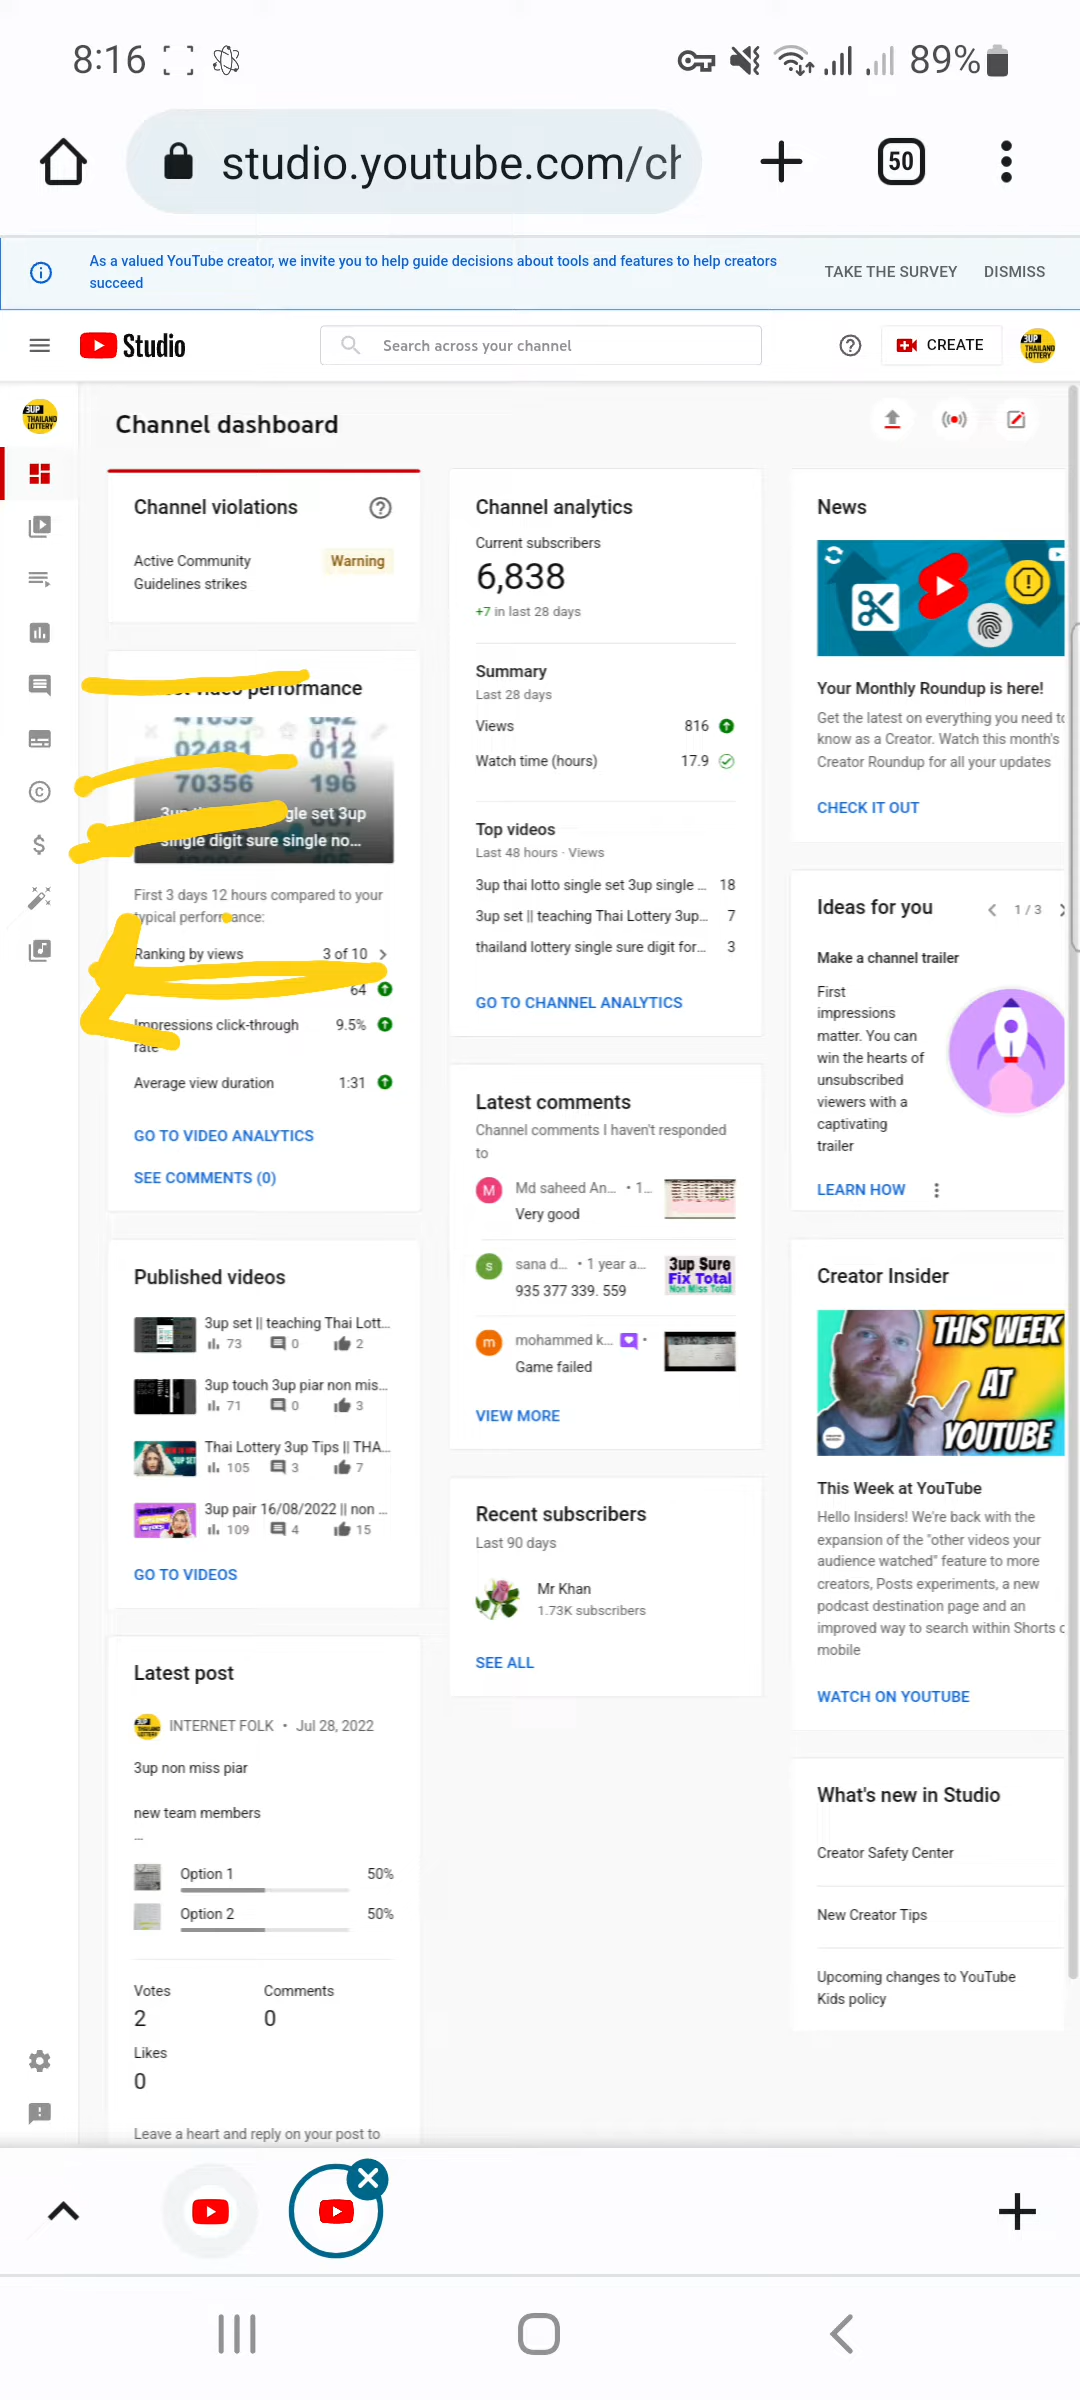 8:16
89%
studio.youtube.com/ch
50
As a valued YouTube creator, we invite you to help guide decisions about tools and features to help creators
succeed
TAKE THE SURVEY
DISMISS
Studio
Search across your channel
CREATE
3UP
THAILAND
LOTTERY
3UP
THAILAND
LOTTERY
Channel dashboard
Channel violations
Active Community
Guidelines strikes
Warning
video performance
02481 012
70356 196
3up
gle set 3up
single digit sure single no...
First 3 days 12 hours compared to your
typical performance:
Ranking by views 3 of 10
64
Impressions click-through
rate
9.5%
Average view duration 1:31
GO TO VIDEO ANALYTICS
SEE COMMENTS (0)
Published videos
3up set || teaching Thai Lott...
73 0 2
3up touch 3up piar non mis...
71 0 3
Thai Lottery 3up Tips || THA...
105 3 7
3up pair 16/08/2022 || non ...
109 4 15
GO TO VIDEOS
Latest post
INTERNET FOLK • Jul 28, 2022
3up non miss piar
new team members
...
Option 1 50%
Option 2 50%
Votes Comments
2 0
Likes
0
Leave a heart and reply on your post to
Channel analytics
Current subscribers
6,838
+7 in last 28 days
Summary
Last 28 days
Views 816
Watch time (hours) 17.9
Top videos
Last 48 hours · Views
3up thai lotto single set 3up single ... 18
3up set || teaching Thai Lottery 3up... 7
thailand lottery single sure digit for... 3
GO TO CHANNEL ANALYTICS
Latest comments
Channel comments I haven't responded
to
M
Md saheed An... • 1...
Very good
s
sana d... • 1 year a...
935 377 339. 559
3up Sure
Fix Total
Non Miss Total
m
mohammed k... •
Game failed
VIEW MORE
Recent subscribers
Last 90 days
Mr Khan
1.73K subscribers
SEE ALL
News
Your Monthly Roundup is here!
Get the latest on everything you need to
know as a Creator. Watch this month's
Creator Roundup for all your updates
CHECK IT OUT
Ideas for you
1 / 3
Make a channel trailer
First
impressions
matter. You can
win the hearts of
unsubscribed
viewers with a
captivating
trailer
LEARN HOW
Creator Insider
THIS WEEK
AT
YOUTUBE
This Week at YouTube
Hello Insiders! We're back with the
expansion of the "other videos your
audience watched" feature to more
creators, Posts experiments, a new
podcast destination page and an
improved way to search within Shorts o
mobile
WATCH ON YOUTUBE
What's new in Studio
Creator Safety Center
New Creator Tips
Upcoming changes to YouTube
Kids policy